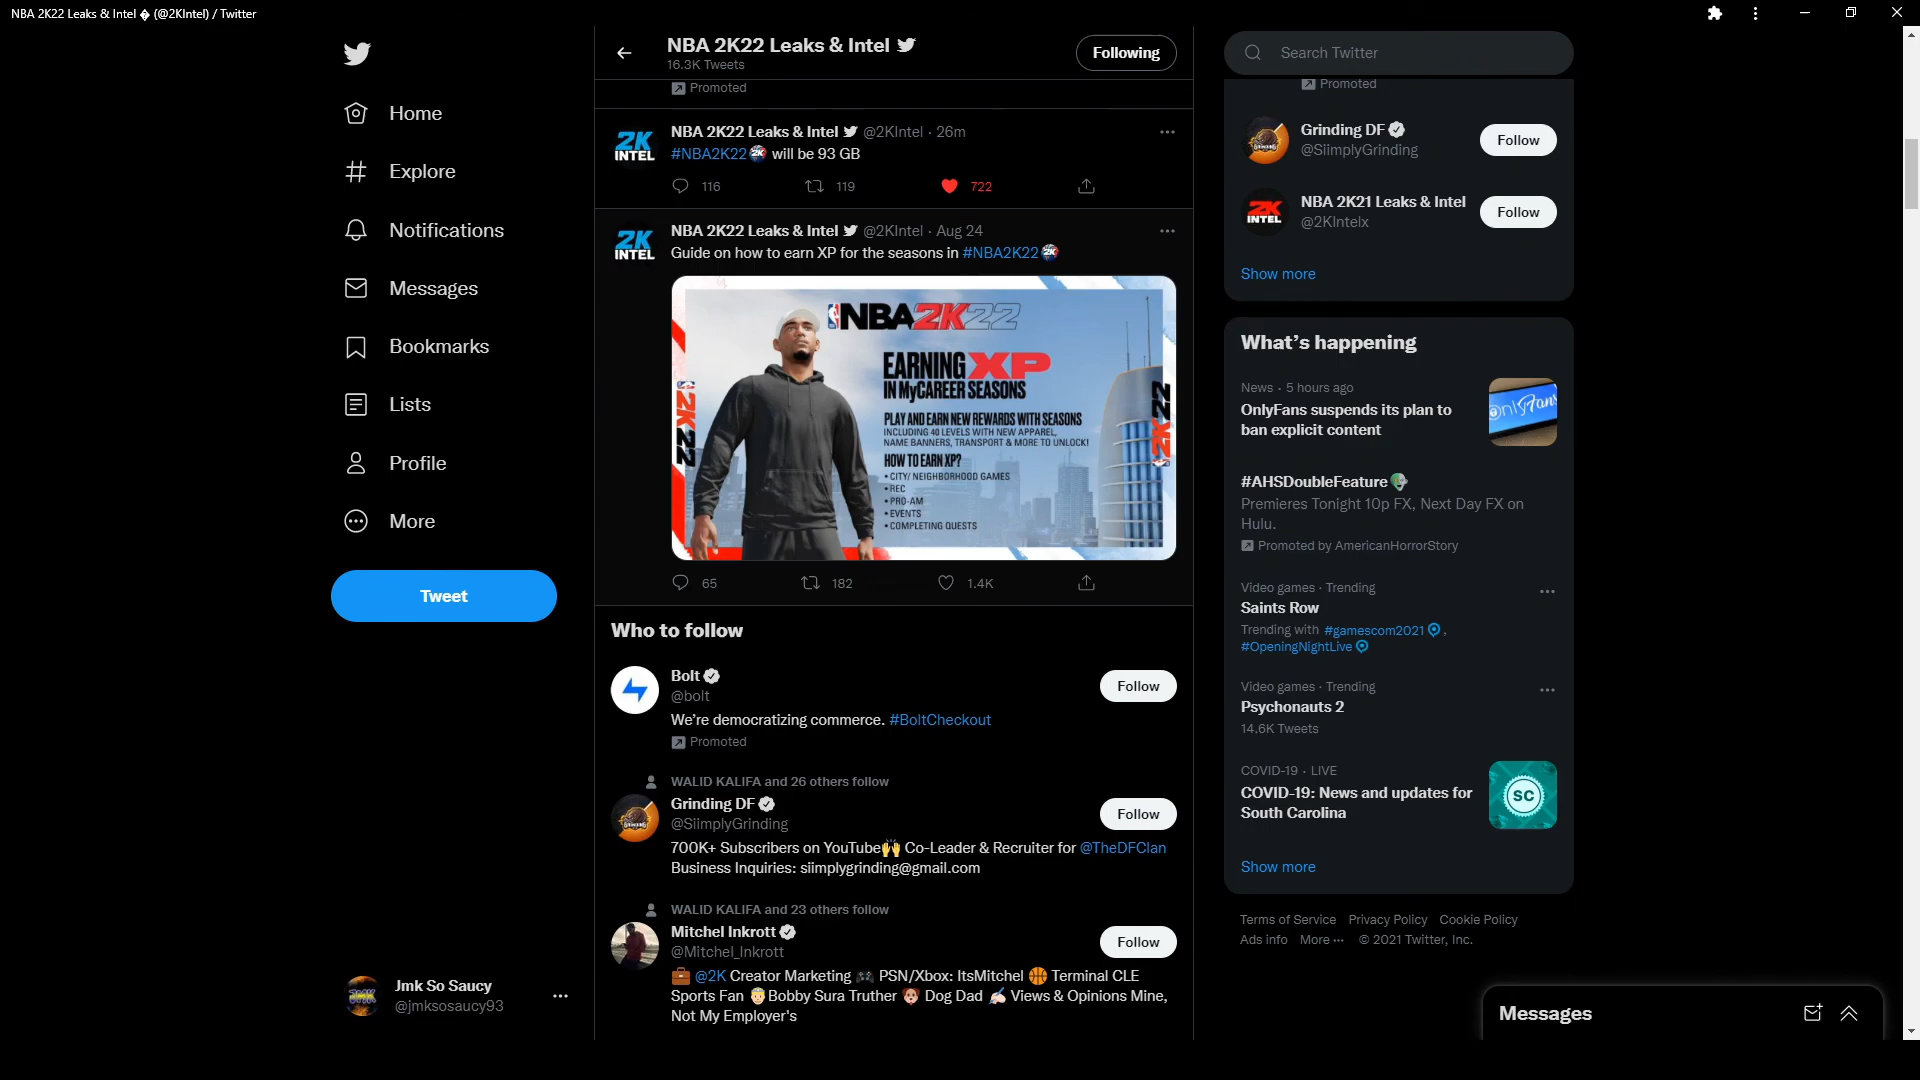 NBA 2K22 Leaks & Intel � (@2KIntel) / Twitter
Home
Explore
Notifications
Messages
Bookmarks
Lists
Profile
More
Tweet
Jmk So Saucy
@jmksosaucy93
NBA 2K22 Leaks & Intel
16.3K Tweets
Following
Promoted
2K
INTEL
NBA 2K22 Leaks & Intel @2KIntel · 26m
#NBA2K22 will be 93 GB
116 119 722
2K
INTEL
NBA 2K22 Leaks & Intel @2KIntel · Aug 24
Guide on how to earn XP for the seasons in #NBA2K22
NBA2K22
EARNING XP
IN MyCAREER SEASONS
PLAY AND EARN NEW REWARDS WITH SEASONS
INCLUDING 40 LEVELS WITH NEW APPAREL,
NAME BANNERS, TRANSPORT & MORE TO UNLOCK!
HOW TO EARN XP?
• CITY/ NEIGHBORHOOD GAMES
• REC
• PRO-AM
• EVENTS
• COMPLETING QUESTS
2K22
2K22
65 182 1.4K
Who to follow
Bolt
@bolt
Follow
We're democratizing commerce. #BoltCheckout
Promoted
WALID KALIFA and 26 others follow
Grinding DF
@SiimplyGrinding
Follow
700K+ Subscribers on YouTube🙌 Co-Leader & Recruiter for @TheDFClan
Business Inquiries: siimplygrinding@gmail.com
WALID KALIFA and 23 others follow
Mitchel Inkrott
@Mitchel_Inkrott
Follow
💼 @2K Creator Marketing 🎮 PSN/Xbox: ItsMitchel 🏀 Terminal CLE
Sports Fan 😇Bobby Sura Truther 🐶 Dog Dad ✍🏻 Views & Opinions Mine,
Not My Employer's
Search Twitter
Promoted
Grinding DF
@SiimplyGrinding
Follow
2K
INTEL
NBA 2K21 Leaks & Intel
@2KIntelx
Follow
Show more
What's happening
News · 5 hours ago
OnlyFans suspends its plan to
ban explicit content
OnlyFans
#AHSDoubleFeature
Premieres Tonight 10p FX, Next Day FX on
Hulu.
Promoted by AmericanHorrorStory
Video games · Trending
Saints Row
Trending with #gamescom2021 ,
#OpeningNightLive
Video games · Trending
Psychonauts 2
14.6K Tweets
COVID-19 · LIVE
COVID-19: News and updates for
South Carolina
SC
Show more
Terms of Service Privacy Policy Cookie Policy
Ads info More ··· © 2021 Twitter, Inc.
Messages